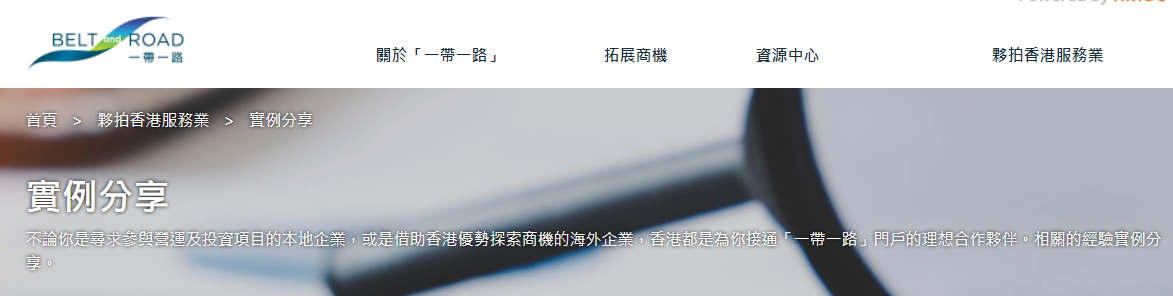 Powered by HKTDC
BELT and ROAD
一帶一路
關於「一帶一路」
拓展商機
資源中心
夥拍香港服務業
首頁 > 夥拍香港服務業 > 實例分享
實例分享
不論你是尋求參與營運及投資項目的本地企業，或是借助香港優勢探索商機的海外企業，香港都是為你接通「一帶一路」門戶的理想合作夥伴。相關的經驗實例分
享。